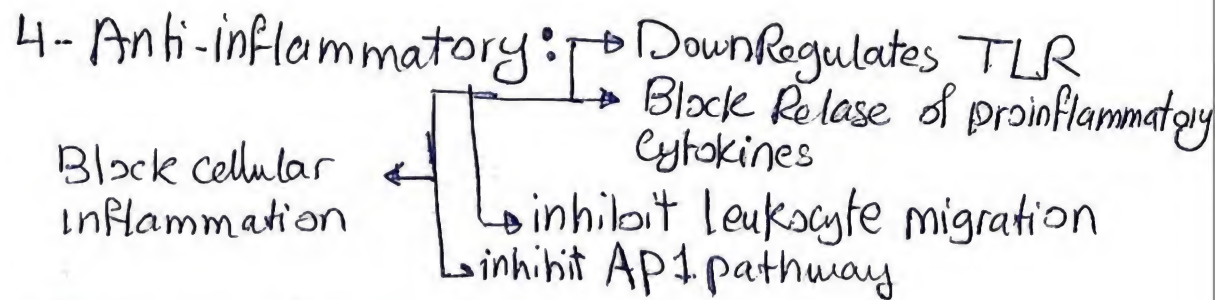 4-- Anti-inflammatory: DownRegulates TLR
Block Relase of proinflammatory
Cytokines
Block cellular
inflammation
inhibit leukocyte migration
inhibit AP1 pathway